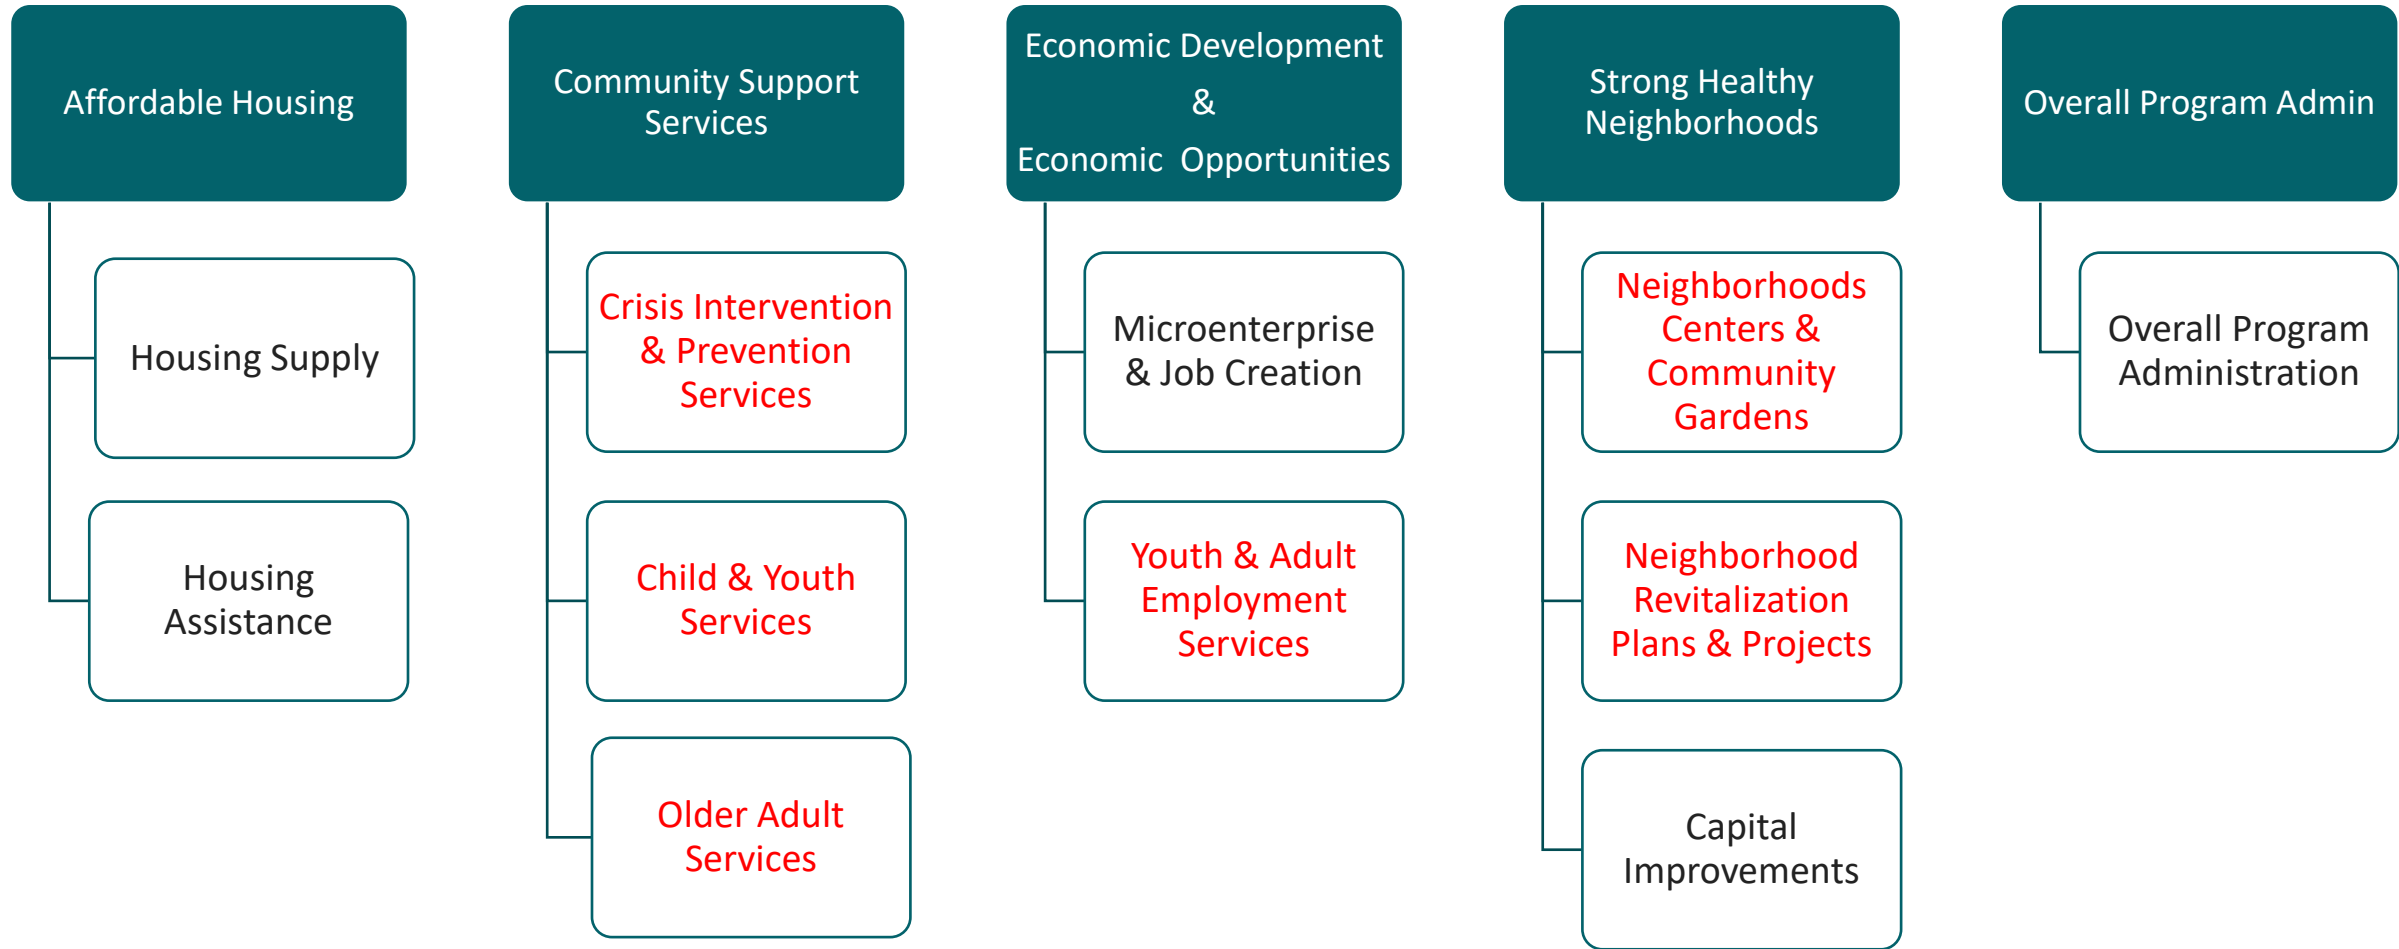 Affordable Housing
Housing Supply
Housing
Assistance
Community Support
Services
Crisis Intervention
& Prevention
Services
Child & Youth
Services
Older Adult
Services
Economic Development
&
Economic Opportunities
Microenterprise
& Job Creation
Youth & Adult
Employment
Services
Strong Healthy
Neighborhoods
Neighborhoods
Centers &
Community
Gardens
Neighborhood
Revitalization
Plans & Projects
Capital
Improvements
Overall Program Admin
Overall Program
Administration